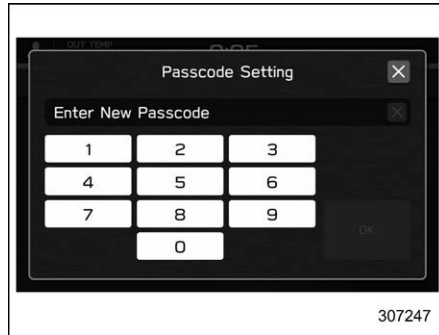 OUT TEMP
Passcode Setting
Enter New Passcode
1 2 3
4 5 6
7 8 9
OK
0
307247